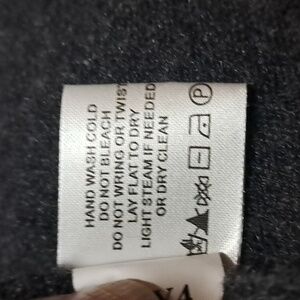 HAND WASH COLD
DO NOT BLEACH
DO NOT WRING OR TWIST
LAY FLAT TO DRY
LIGHT STEAM IF NEEDED
OR DRY CLEAN
P